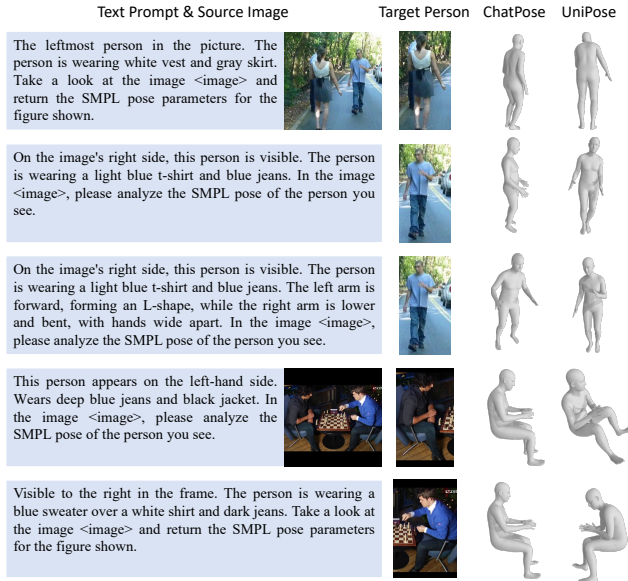 Text Prompt & Source Image Target Person ChatPose UniPose
The leftmost person in the picture. The
person is wearing white vest and gray skirt.
Take a look at the image <image> and
return the SMPL pose parameters for the
figure shown.
On the image's right side, this person is visible. The person
is wearing a light blue t-shirt and blue jeans. In the image
<image>, please analyze the SMPL pose of the person you
see.
On the image's right side, this person is visible. The person
is wearing a light blue t-shirt and blue jeans. The left arm is
forward, forming an L-shape, while the right arm is lower
and bent, with hands wide apart. In the image <image>,
please analyze the SMPL pose of the person you see.
This person appears on the left-hand side.
Wears deep blue jeans and black jacket. In
the image <image>, please analyze the
SMPL pose of the person you see.
Visible to the right in the frame. The person is wearing a
blue sweater over a white shirt and dark jeans. Take a look at
the image <image> and return the SMPL pose parameters
for the figure shown.